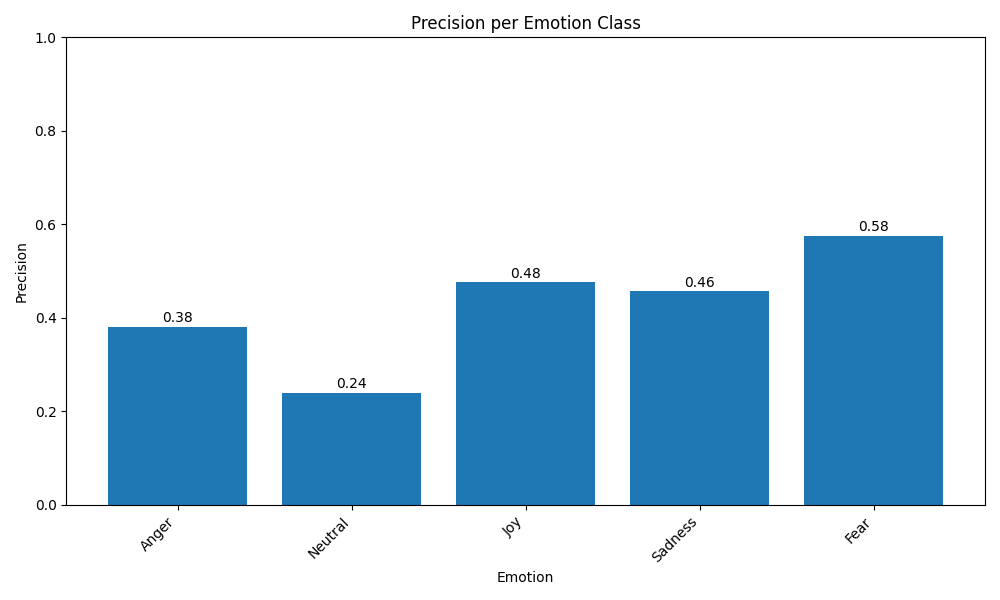 Precision per Emotion Class
1.0
0.8
0.6
0.4
0.2
0.0
Precision
0.38
0.24
0.48
0.46
0.58
Anger
Neutral
Joy
Sadness
Fear
Emotion